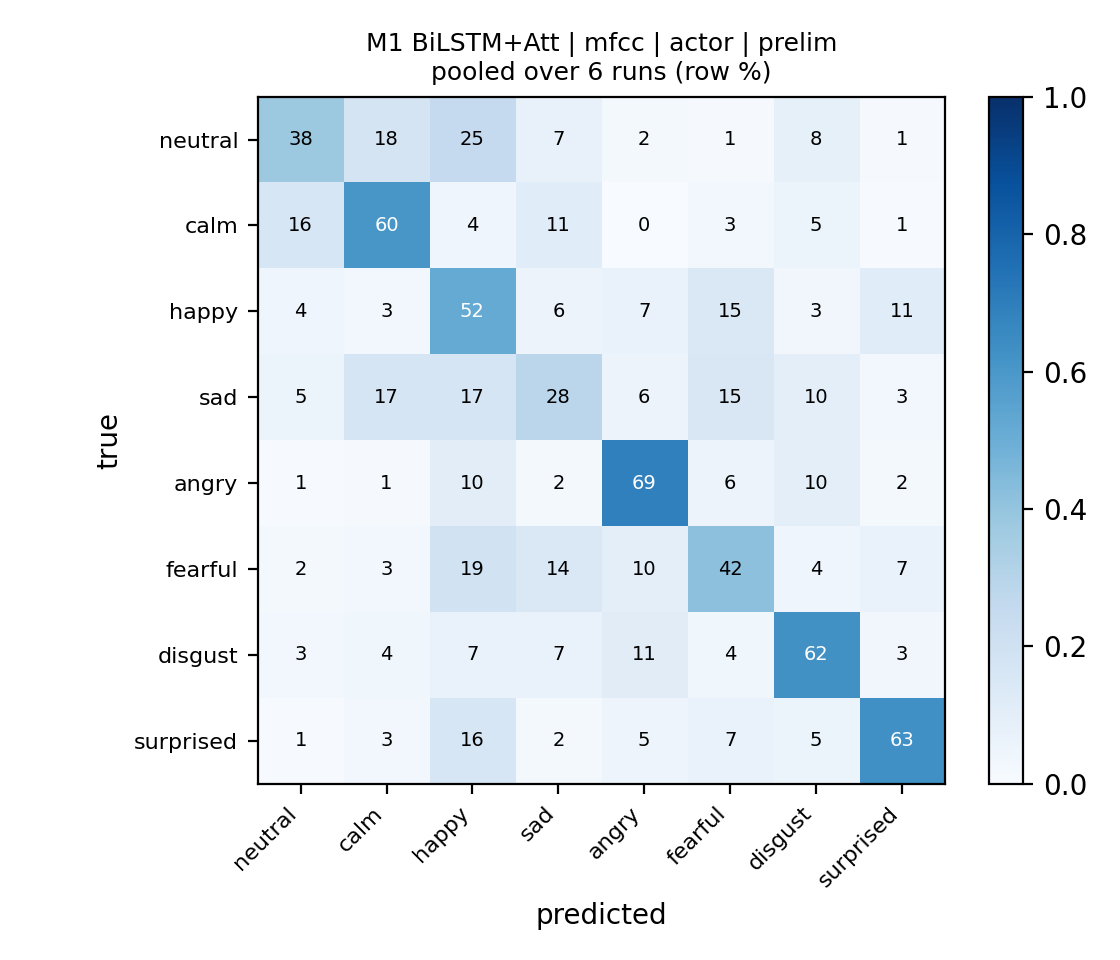 M1 BiLSTM+Att | mfcc | actor | prelim
pooled over 6 runs (row %)
neutral 38 18 25 7 2 1 8 1
calm 16 60 4 11 0 3 5 1
happy 4 3 52 6 7 15 3 11
sad 5 17 17 28 6 15 10 3
angry 1 1 10 2 69 6 10 2
fearful 2 3 19 14 10 42 4 7
disgust 3 4 7 7 11 4 62 3
surprised 1 3 16 2 5 7 5 63
true
neutral calm happy sad angry fearful disgust surprised
predicted
1.0
0.8
0.6
0.4
0.2
0.0